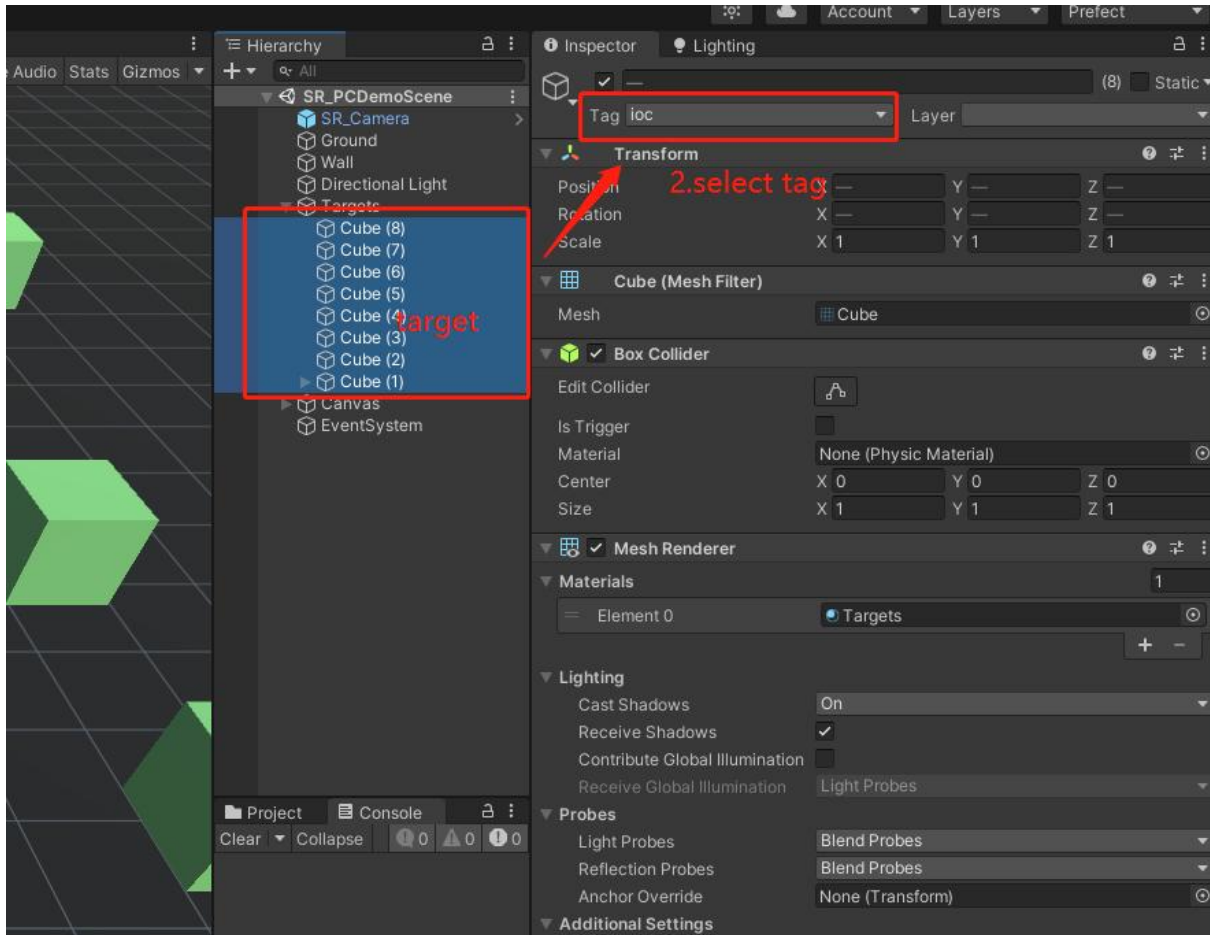 Account Layers Prefect
Hierarchy
Inspector Lighting
Audio Stats Gizmos
All
(8) Static
SR_PCDemoScene
Tag ioc Layer
SR_Camera
Ground
Wall
Directional Light
Targets
Cube (8)
Cube (7)
Cube (6)
Cube (5)
Cube (4)
Cube (3)
Cube (2)
Cube (1)
Canvas
EventSystem
target
Transform
2.select tag
Position X — Y — Z —
Rotation X — Y — Z —
Scale X 1 Y 1 Z 1
Cube (Mesh Filter)
Mesh Cube
Box Collider
Edit Collider
Is Trigger
Material None (Physic Material)
Center X 0 Y 0 Z 0
Size X 1 Y 1 Z 1
Mesh Renderer
Materials 1
Element 0 Targets
+ −
Lighting
Cast Shadows On
Receive Shadows
Contribute Global Illumination
Receive Global Illumination Light Probes
Probes
Light Probes Blend Probes
Reflection Probes Blend Probes
Anchor Override None (Transform)
Additional Settings
Project Console
Clear Collapse 0 0 0